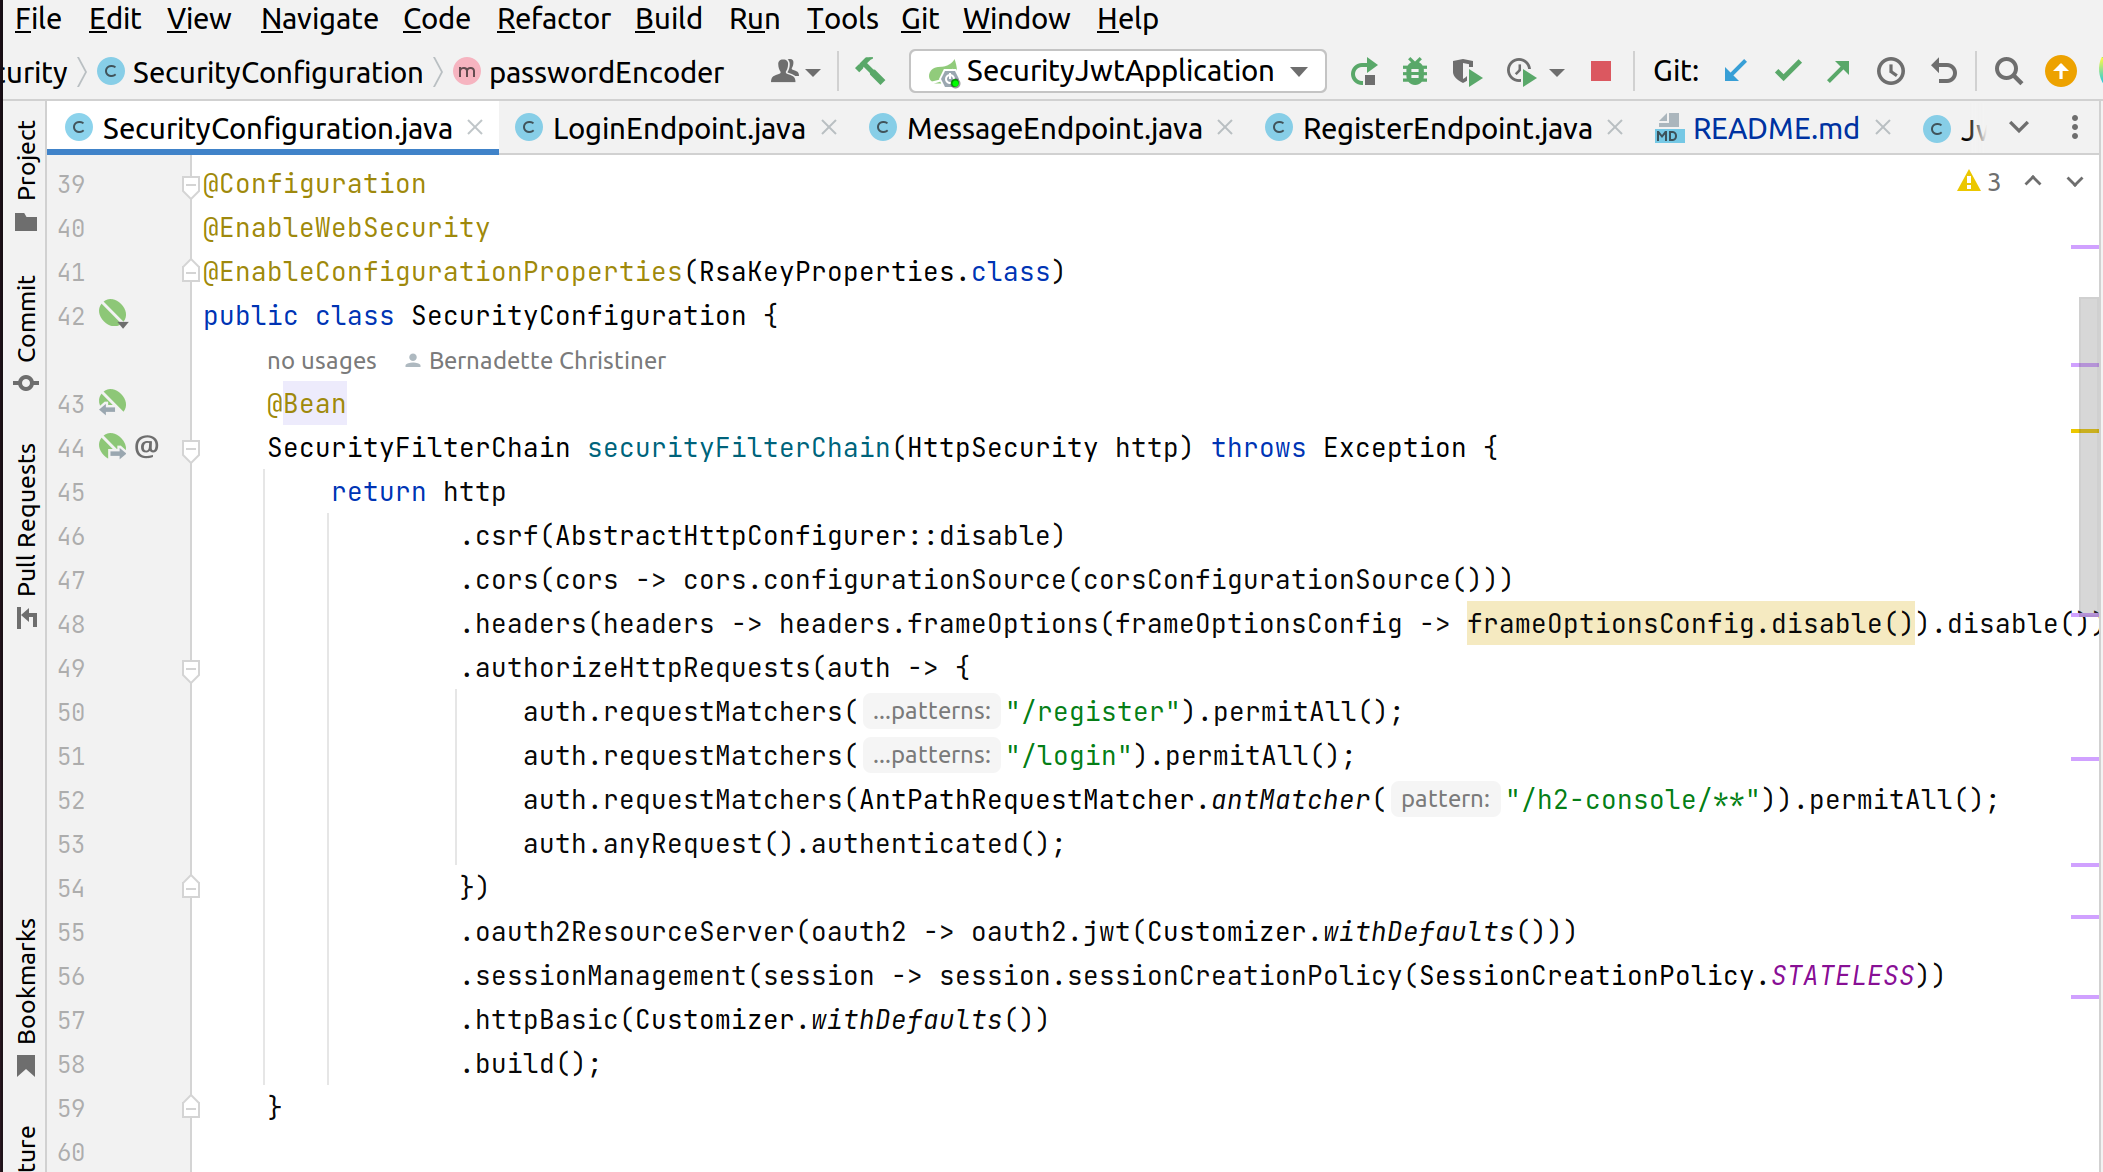 File Edit View Navigate Code Refactor Build Run Tools Git Window Help
curity SecurityConfiguration passwordEncoder SecurityJwtApplication Git:
SecurityConfiguration.java LoginEndpoint.java MessageEndpoint.java RegisterEndpoint.java README.md
Project
Commit
Pull Requests
Bookmarks
ture
39 @Configuration 3
40 @EnableWebSecurity
41 @EnableConfigurationProperties(RsaKeyProperties.class)
42 public class SecurityConfiguration {
no usages Bernadette Christiner
43 @Bean
44 @ SecurityFilterChain securityFilterChain(HttpSecurity http) throws Exception {
45 return http
46 .csrf(AbstractHttpConfigurer::disable)
47 .cors(cors -> cors.configurationSource(corsConfigurationSource()))
48 .headers(headers -> headers.frameOptions(frameOptionsConfig -> frameOptionsConfig.disable()).disable())
49 .authorizeHttpRequests(auth -> {
50 auth.requestMatchers( ...patterns: "/register").permitAll();
51 auth.requestMatchers( ...patterns: "/login").permitAll();
52 auth.requestMatchers(AntPathRequestMatcher.antMatcher( pattern: "/h2-console/**")).permitAll();
53 auth.anyRequest().authenticated();
54 })
55 .oauth2ResourceServer(oauth2 -> oauth2.jwt(Customizer.withDefaults()))
56 .sessionManagement(session -> session.sessionCreationPolicy(SessionCreationPolicy.STATELESS))
57 .httpBasic(Customizer.withDefaults())
58 .build();
59 }
60